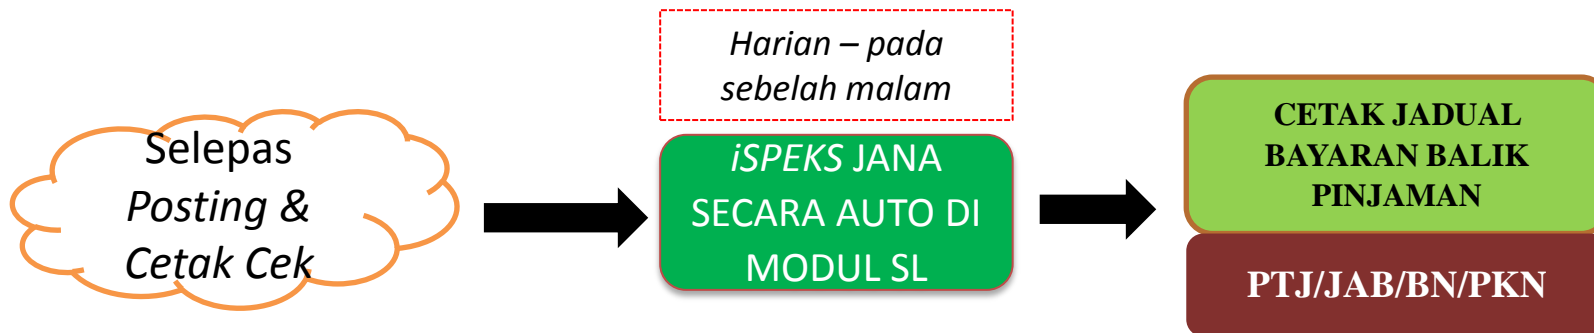 Selepas
Posting &
Cetak Cek
Harian – pada
sebelah malam
iSPEKS JANA
SECARA AUTO DI
MODUL SL
CETAK JADUAL
BAYARAN BALIK
PINJAMAN
PTJ/JAB/BN/PKN